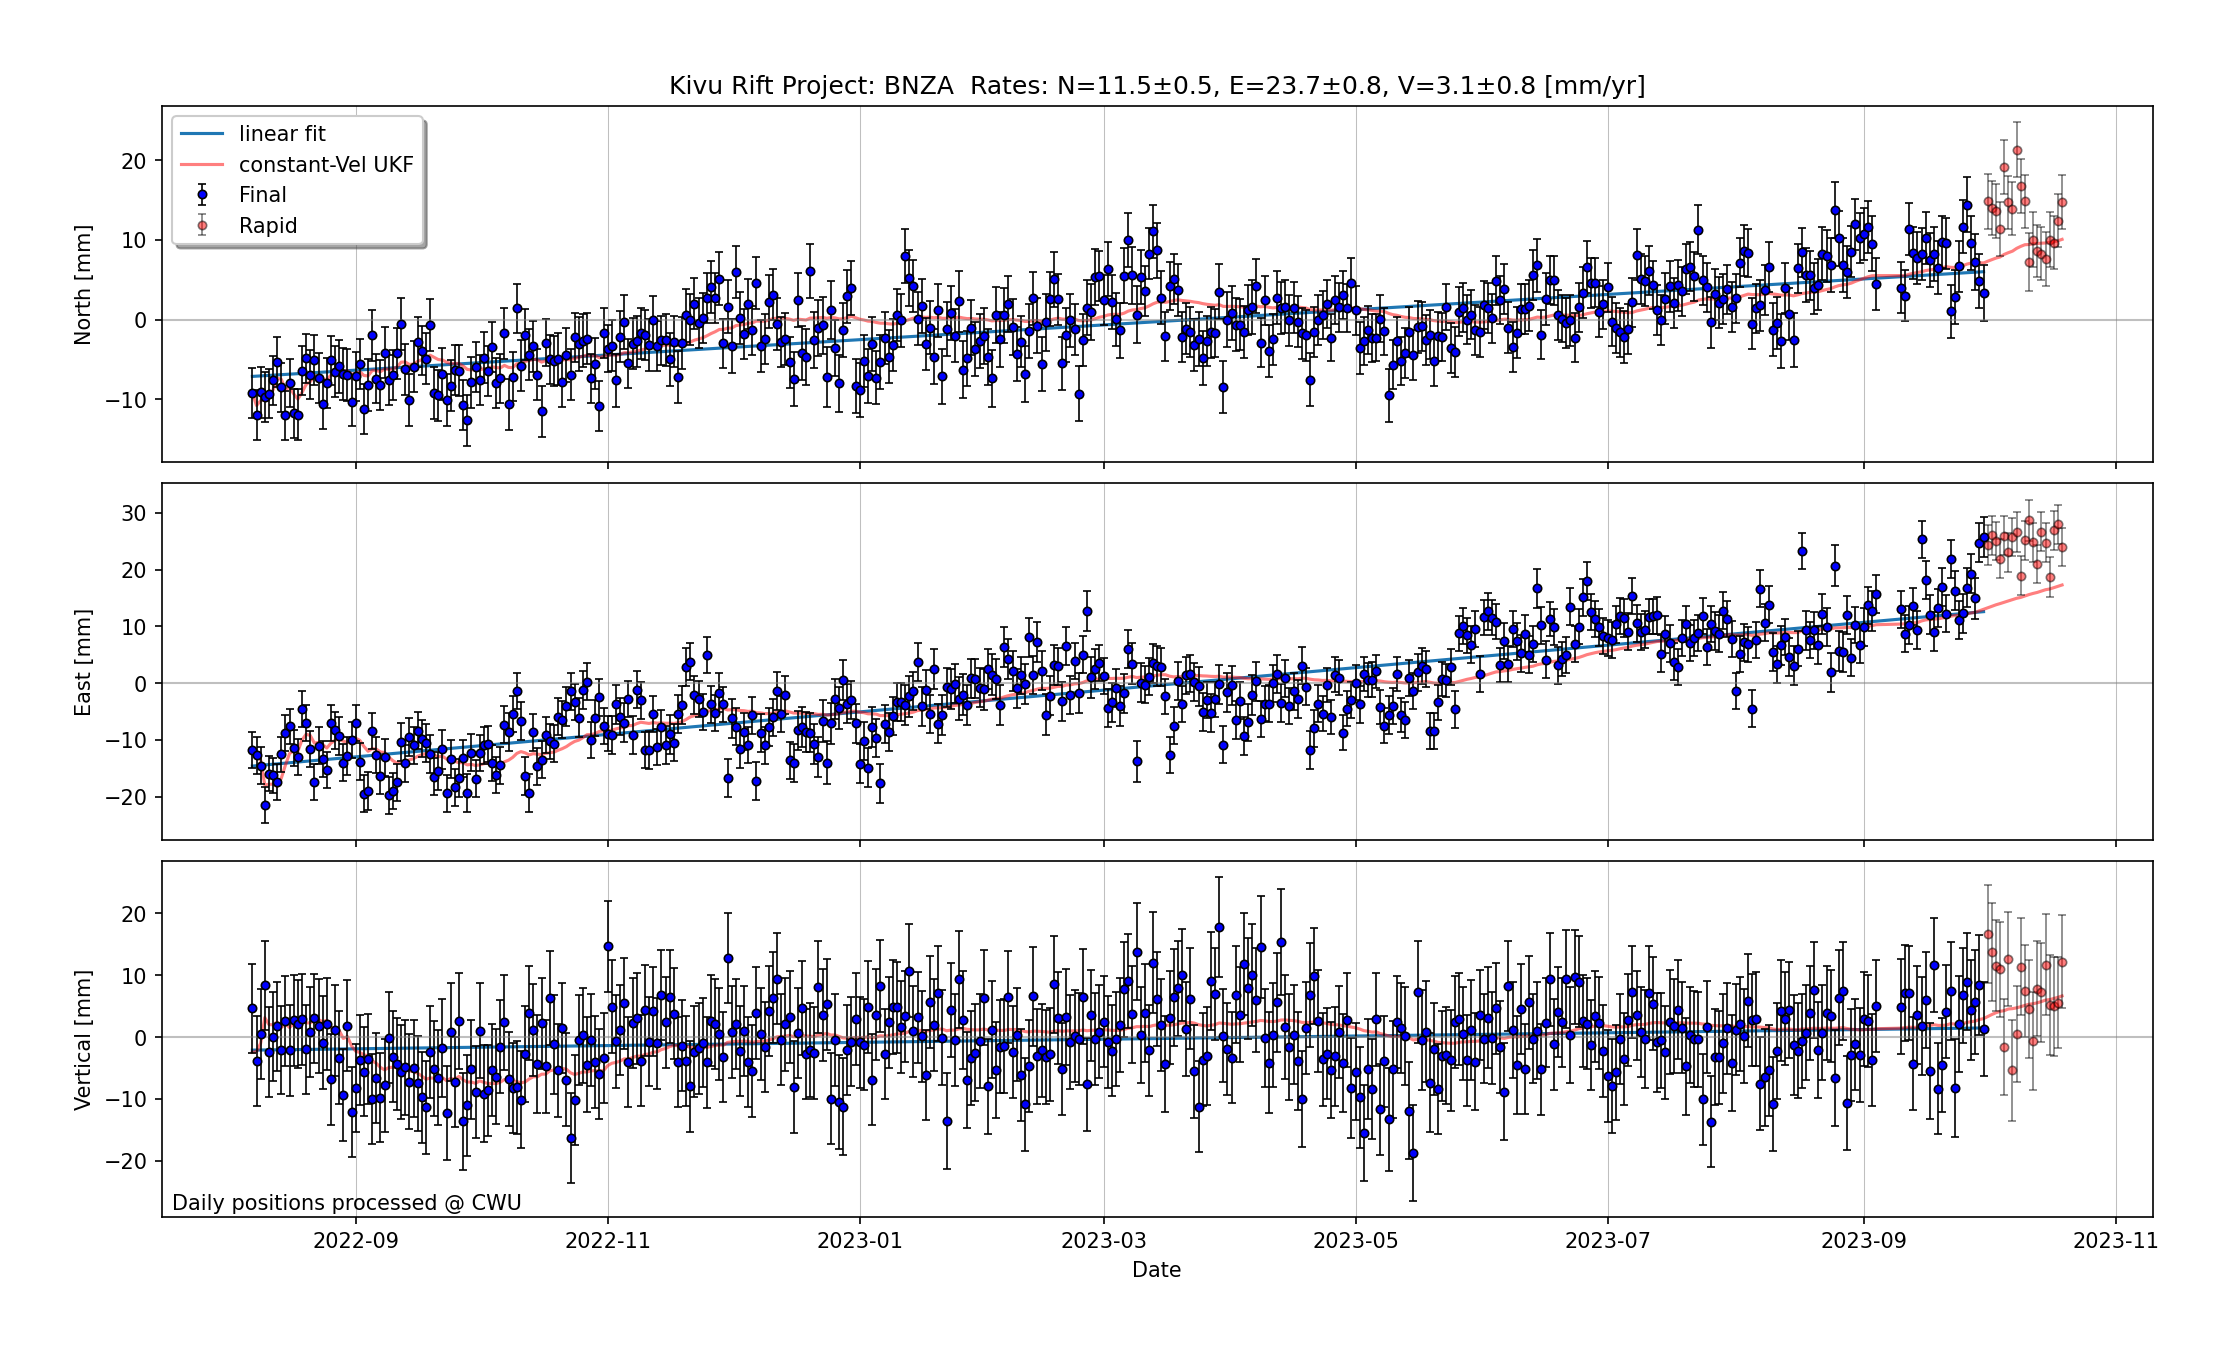 Kivu Rift Project: BNZA  Rates: N=11.5±0.5, E=23.7±0.8, V=3.1±0.8 [mm/yr]
linear fit
constant-Vel UKF
Final
Rapid
North [mm]
20
10
0
−10
East [mm]
30
20
10
0
−10
−20
Vertical [mm]
20
10
0
−10
−20
Daily positions processed @ CWU
2022-09 2022-11 2023-01 2023-03 2023-05 2023-07 2023-09 2023-11
Date